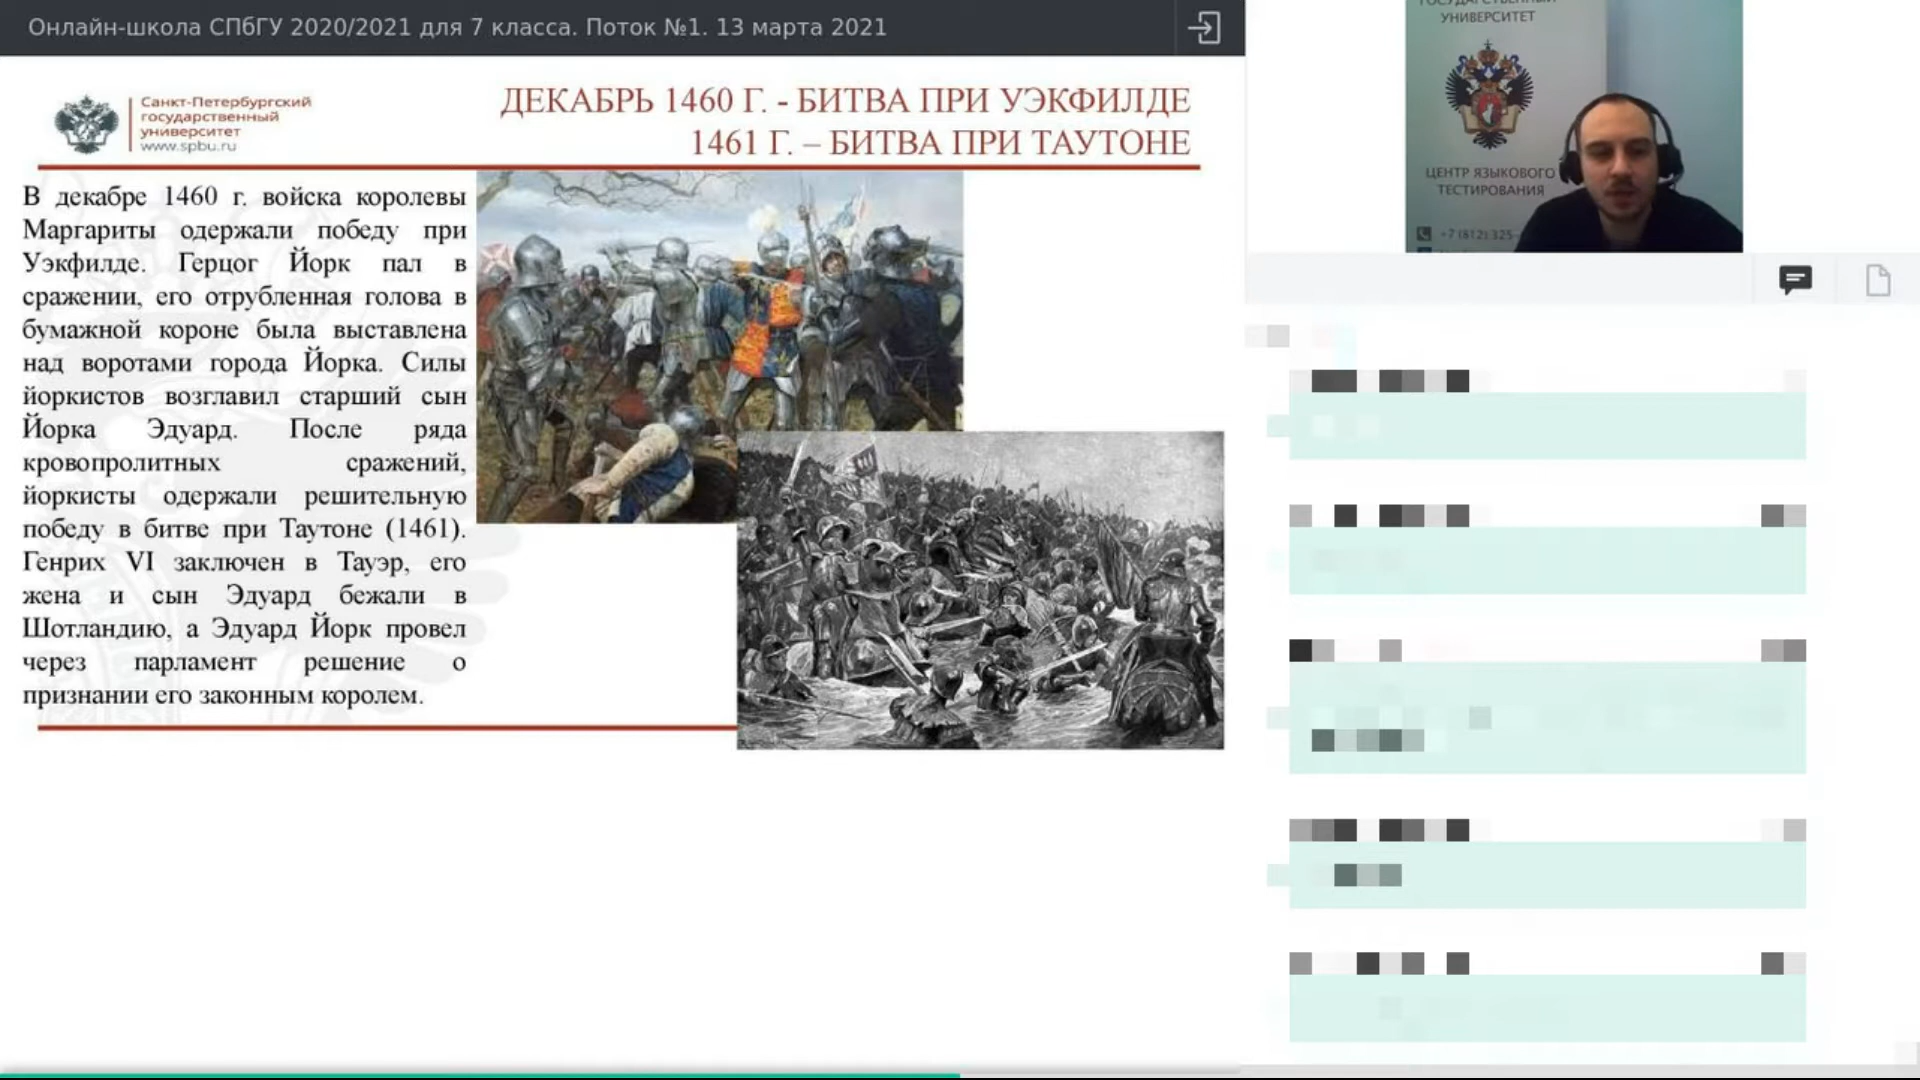 Онлайн-школа СПбГУ 2020/2021 для 7 класса. Поток №1. 13 марта 2021
Санкт-Петербургский
государственный
университет
www.spbu.ru
ДЕКАБРЬ 1460 Г. - БИТВА ПРИ УЭКФИЛДЕ
1461 Г. – БИТВА ПРИ ТАУТОНЕ
В декабре 1460 г. войска королевы
Маргариты одержали победу при
Уэкфилде. Герцог Йорк пал в
сражении, его отрубленная голова в
бумажной короне была выставлена
над воротами города Йорка. Силы
йоркистов возглавил старший сын
Йорка Эдуард. После ряда
кровопролитных сражений,
йоркисты одержали решительную
победу в битве при Таутоне (1461).
Генрих VI заключен в Тауэр, его
жена и сын Эдуард бежали в
Шотландию, а Эдуард Йорк провел
через парламент решение о
признании его законным королем.
УНИВЕРСИТЕТ
ЦЕНТР ЯЗЫКОВОГО
ТЕСТИРОВАНИЯ
+7 (812) 325-